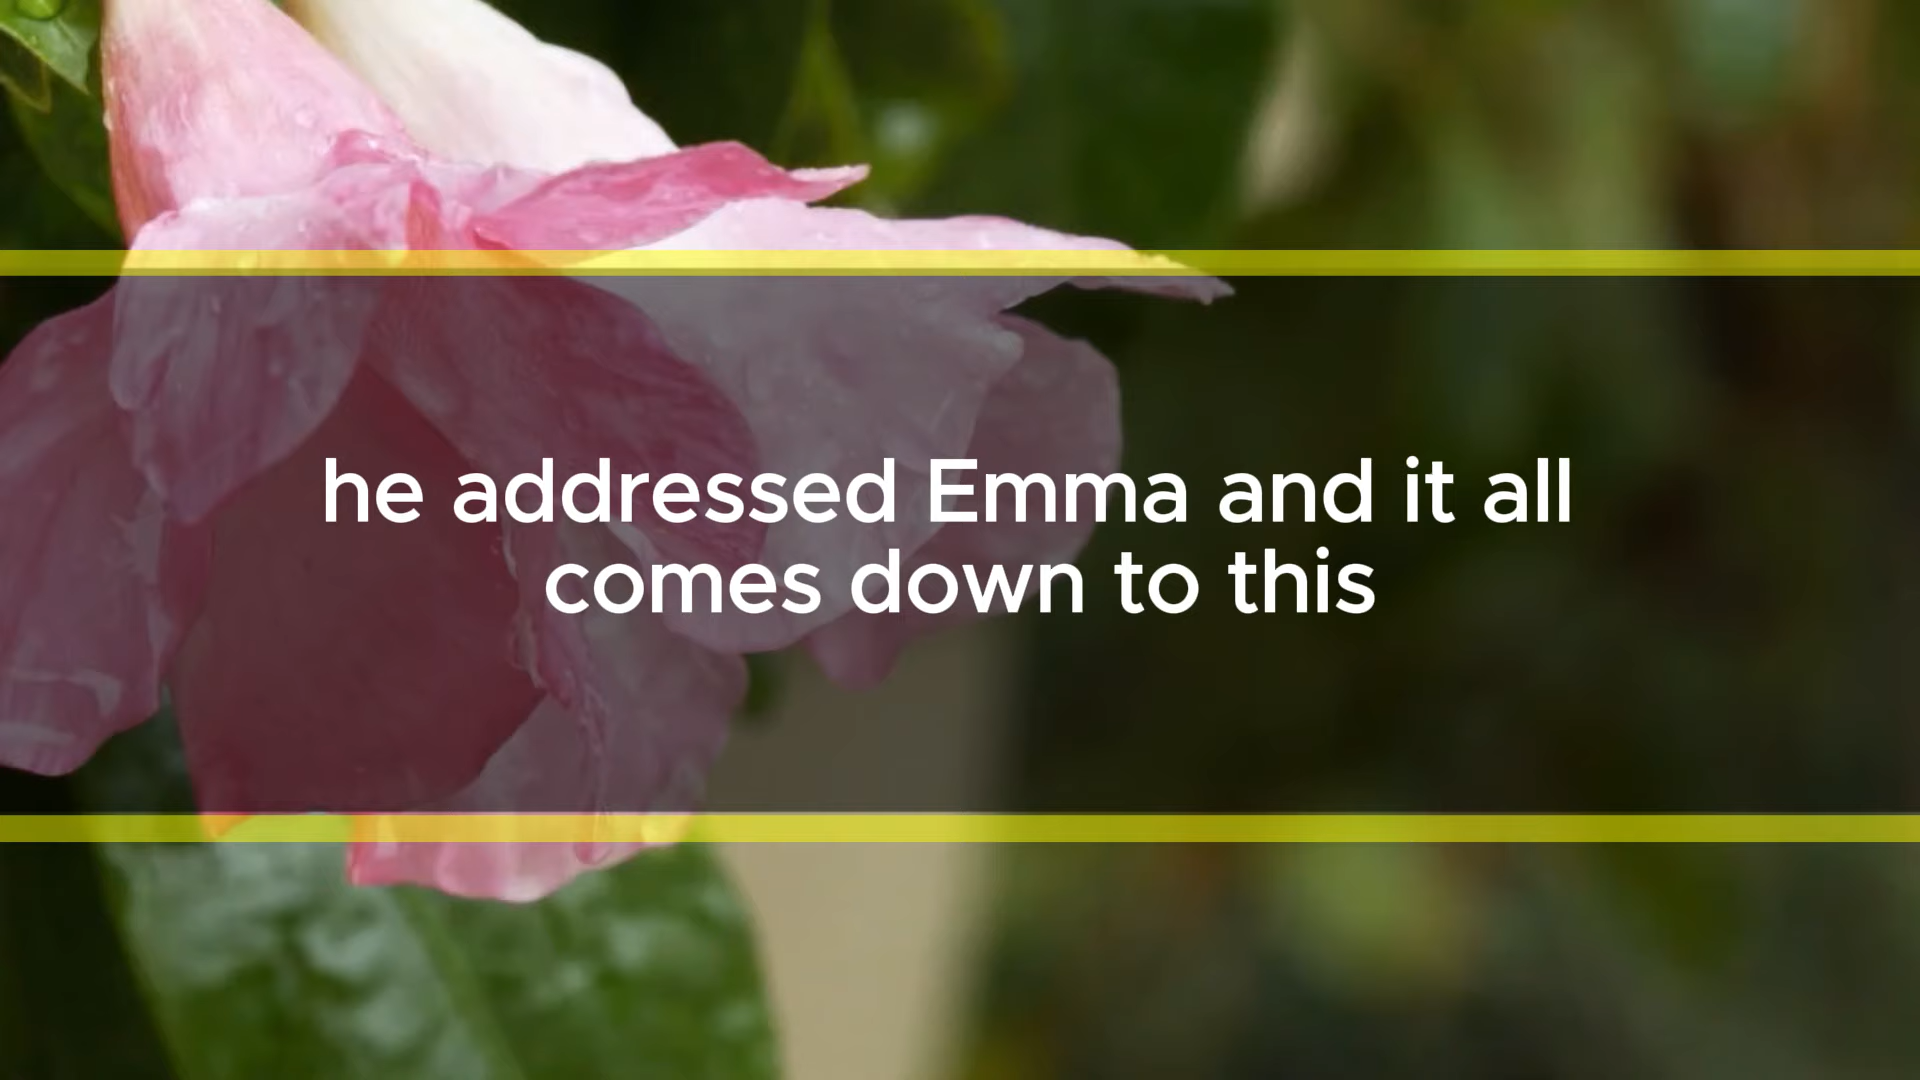 he addressed Emma and it all
comes down to this